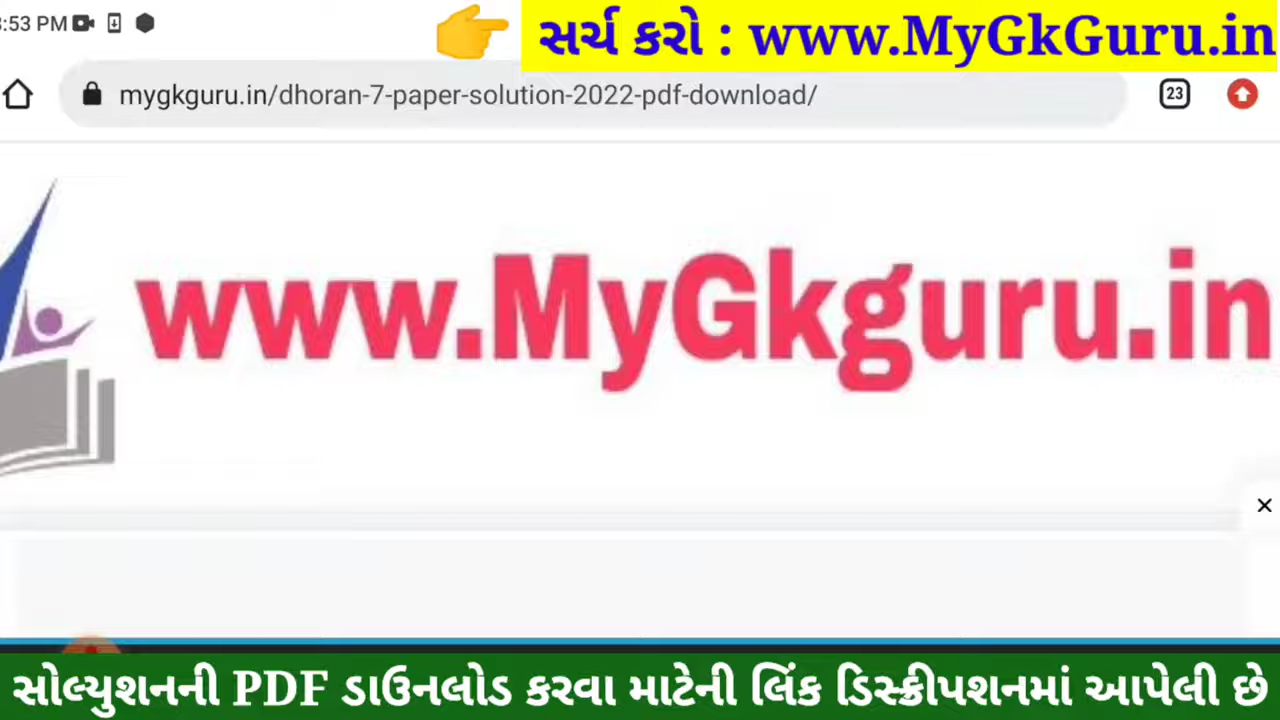 :53 PM
સર્ચ કરો : www.MyGkGuru.in
mygkguru.in/dhoran-7-paper-solution-2022-pdf-download/
23
www.MyGkguru.in
સોલ્યુશનની PDF ડાઉનલોડ કરવા માટેની લિંક ડિસ્ક્રીપશનમાં આપેલી છે